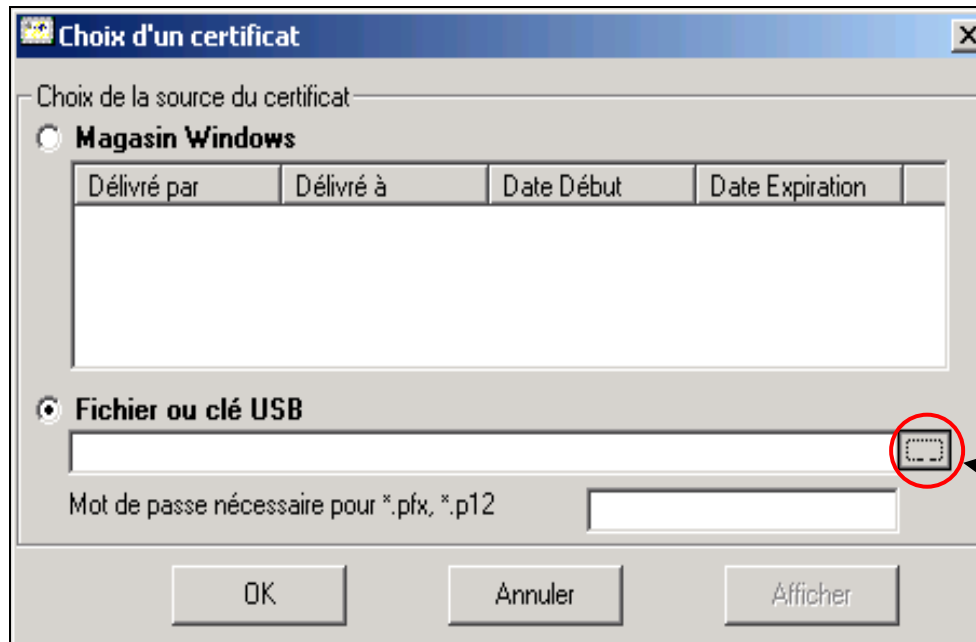 Choix d'un certificat
Choix de la source du certificat
Magasin Windows
Délivré par Délivré à Date Début Date Expiration
Fichier ou clé USB
Mot de passe nécessaire pour *.pfx, *.p12
OK Annuler Afficher